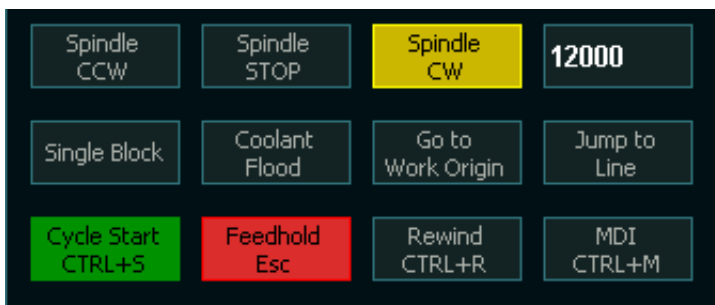 Spindle
CCW
Spindle
STOP
Spindle
CW
12000
Single Block
Coolant
Flood
Go to
Work Origin
Jump to
Line
Cycle Start
CTRL+S
Feedhold
Esc
Rewind
CTRL+R
MDI
CTRL+M